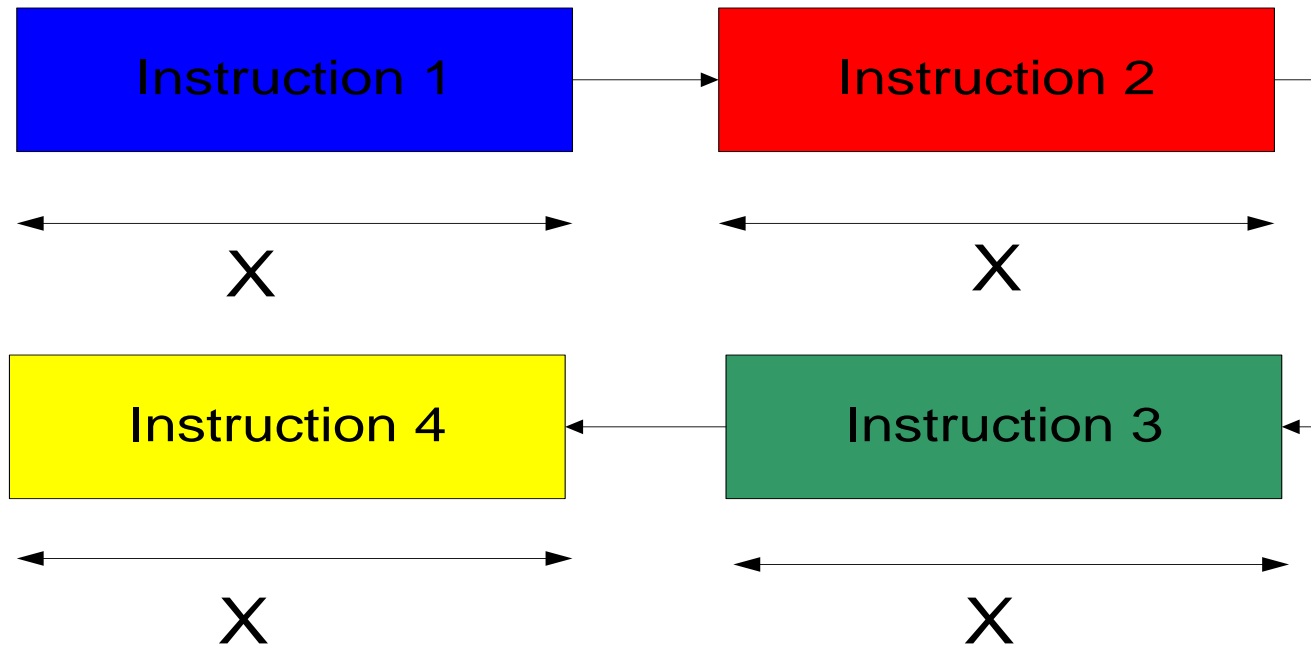 Instruction 1
Instruction 2
X
X
Instruction 4
Instruction 3
X
X